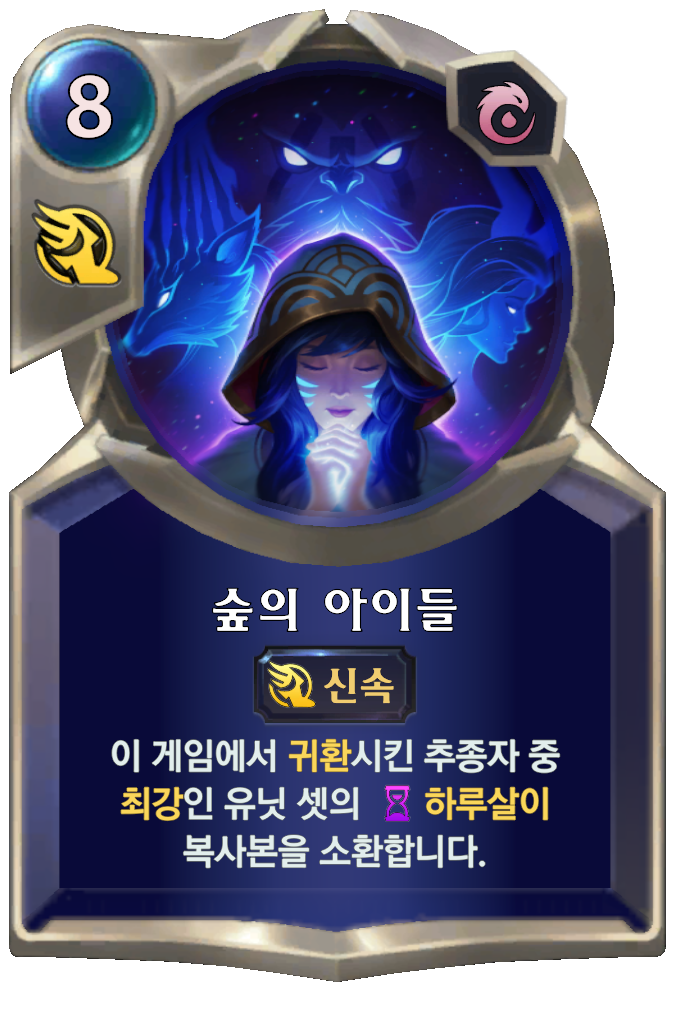 8
숲의 아이들
신속
이 게임에서 귀환시킨 추종자 중
최강인 유닛 셋의 하루살이
복사본을 소환합니다.